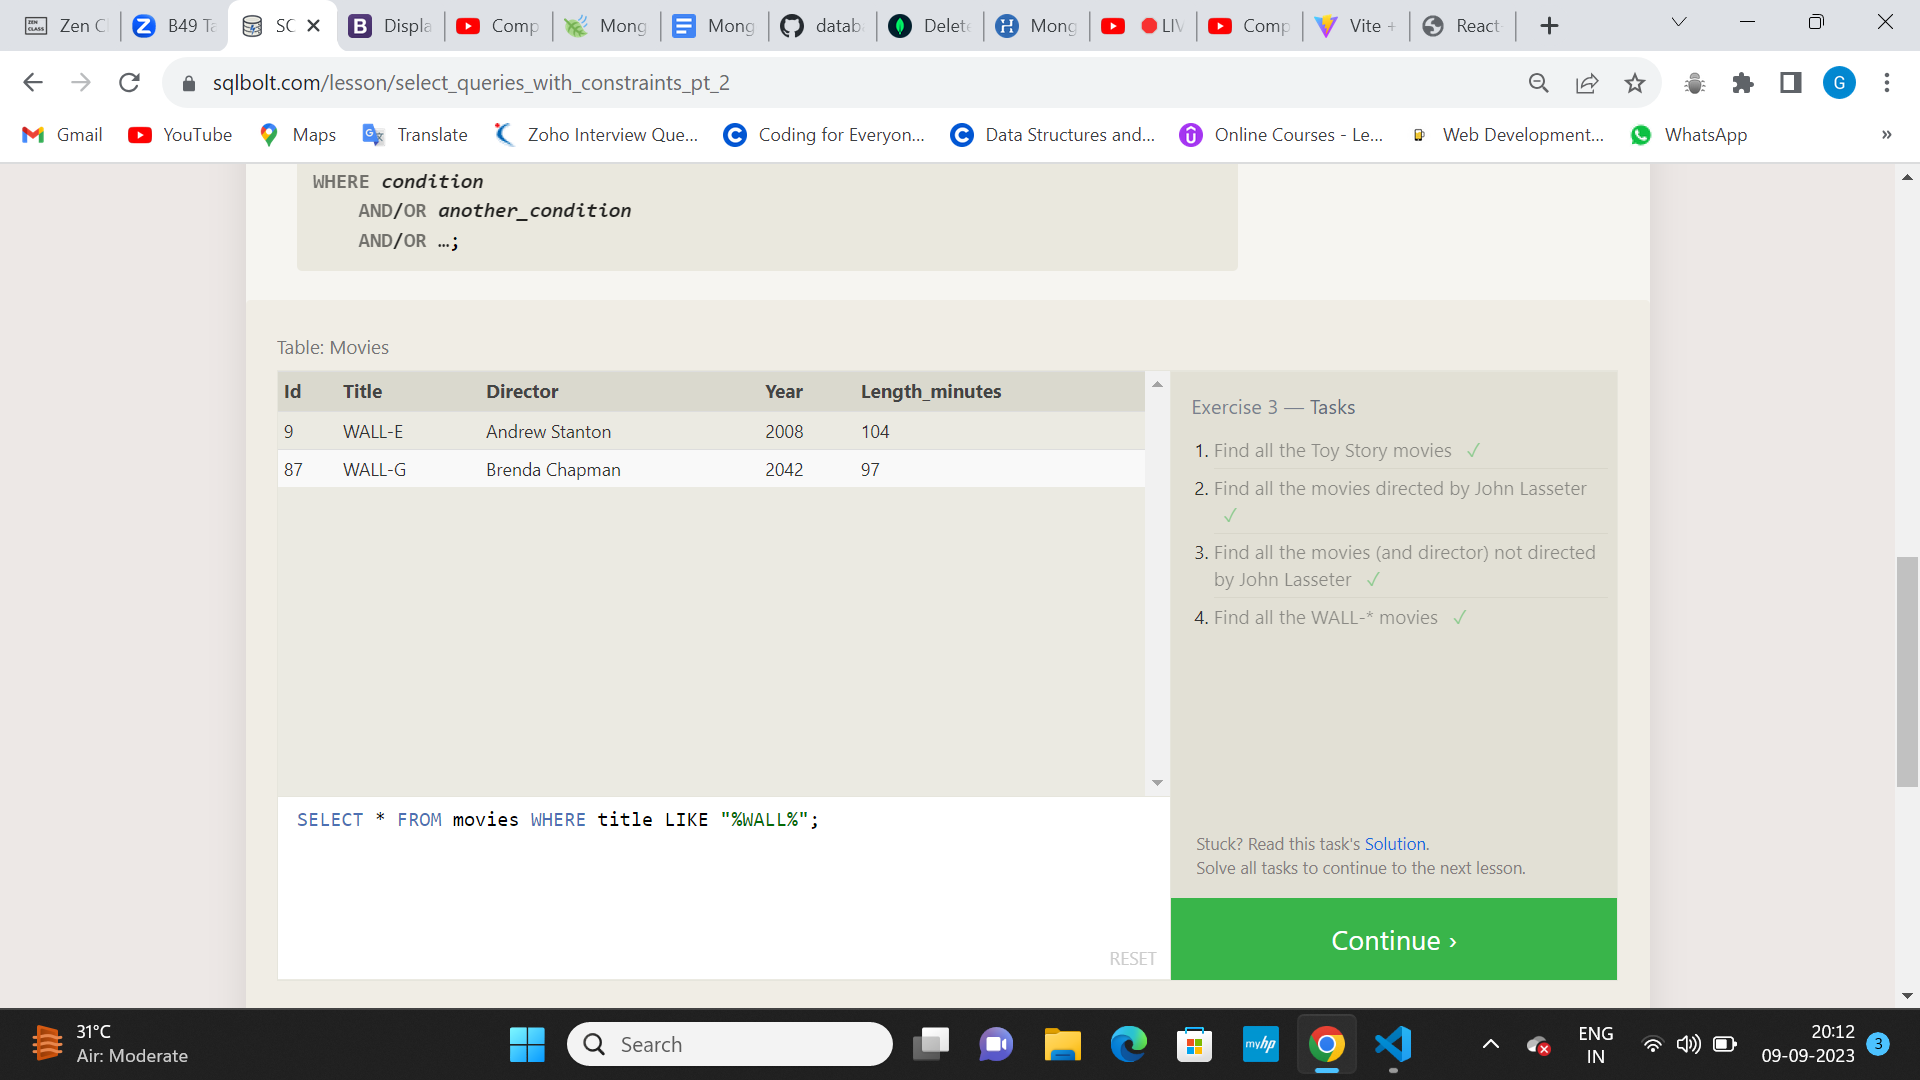 Zen Cl
B49 Ta
SC
Displa
Comp
Mong
Mong
datab
Delete
Mong
LIV
Comp
Vite +
React
sqlbolt.com/lesson/select_queries_with_constraints_pt_2
G
Gmail
YouTube
Maps
Translate
Zoho Interview Que...
Coding for Everyon...
Data Structures and...
Online Courses - Le...
Web Development...
WhatsApp
»
WHERE condition
AND/OR another_condition
AND/OR …;
Table: Movies
Id Title Director Year Length_minutes
9 WALL-E Andrew Stanton 2008 104
87 WALL-G Brenda Chapman 2042 97
SELECT * FROM movies WHERE title LIKE "%WALL%";
RESET
Exercise 3 — Tasks
1. Find all the Toy Story movies ✓
2. Find all the movies directed by John Lasseter
✓
3. Find all the movies (and director) not directed
by John Lasseter ✓
4. Find all the WALL-* movies ✓
Stuck? Read this task's Solution.
Solve all tasks to continue to the next lesson.
Continue ›
31°C
Air: Moderate
Search
myhp
ENG
IN
20:12
09-09-2023
3